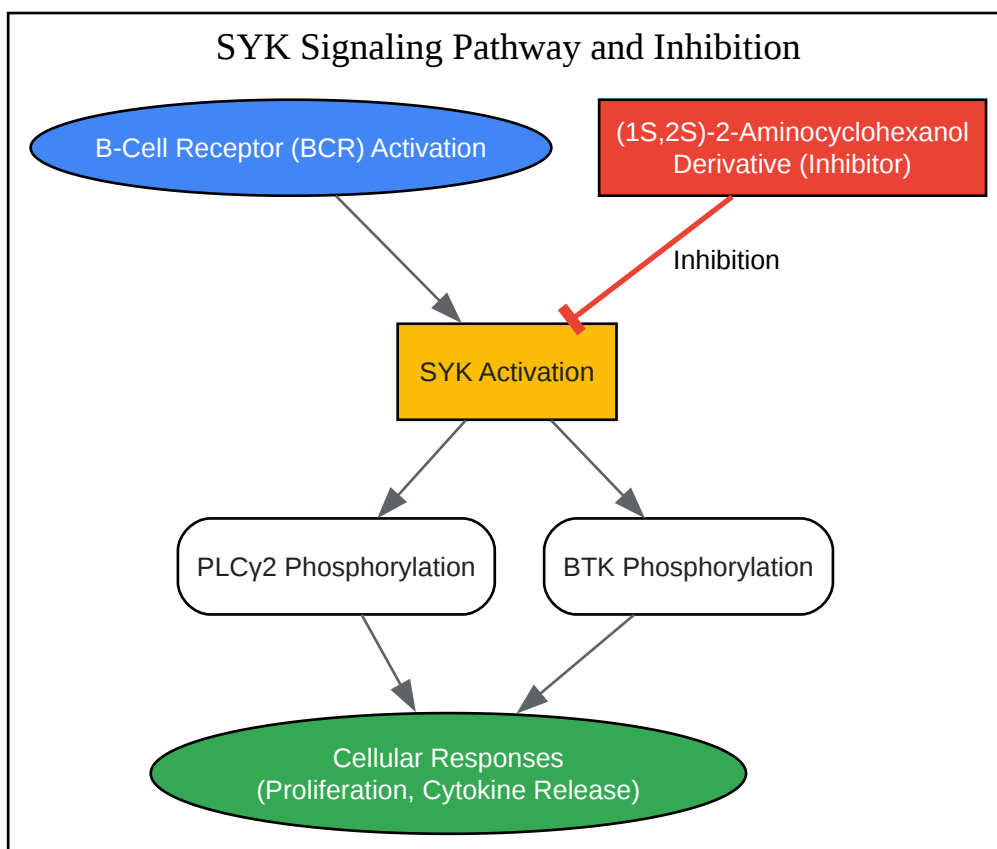 SYK Signaling Pathway and Inhibition
B-Cell Receptor (BCR) Activation
(1S,2S)-2-Aminocyclohexanol
Derivative (Inhibitor)
Inhibition
SYK Activation
PLCγ2 Phosphorylation
BTK Phosphorylation
Cellular Responses
(Proliferation, Cytokine Release)